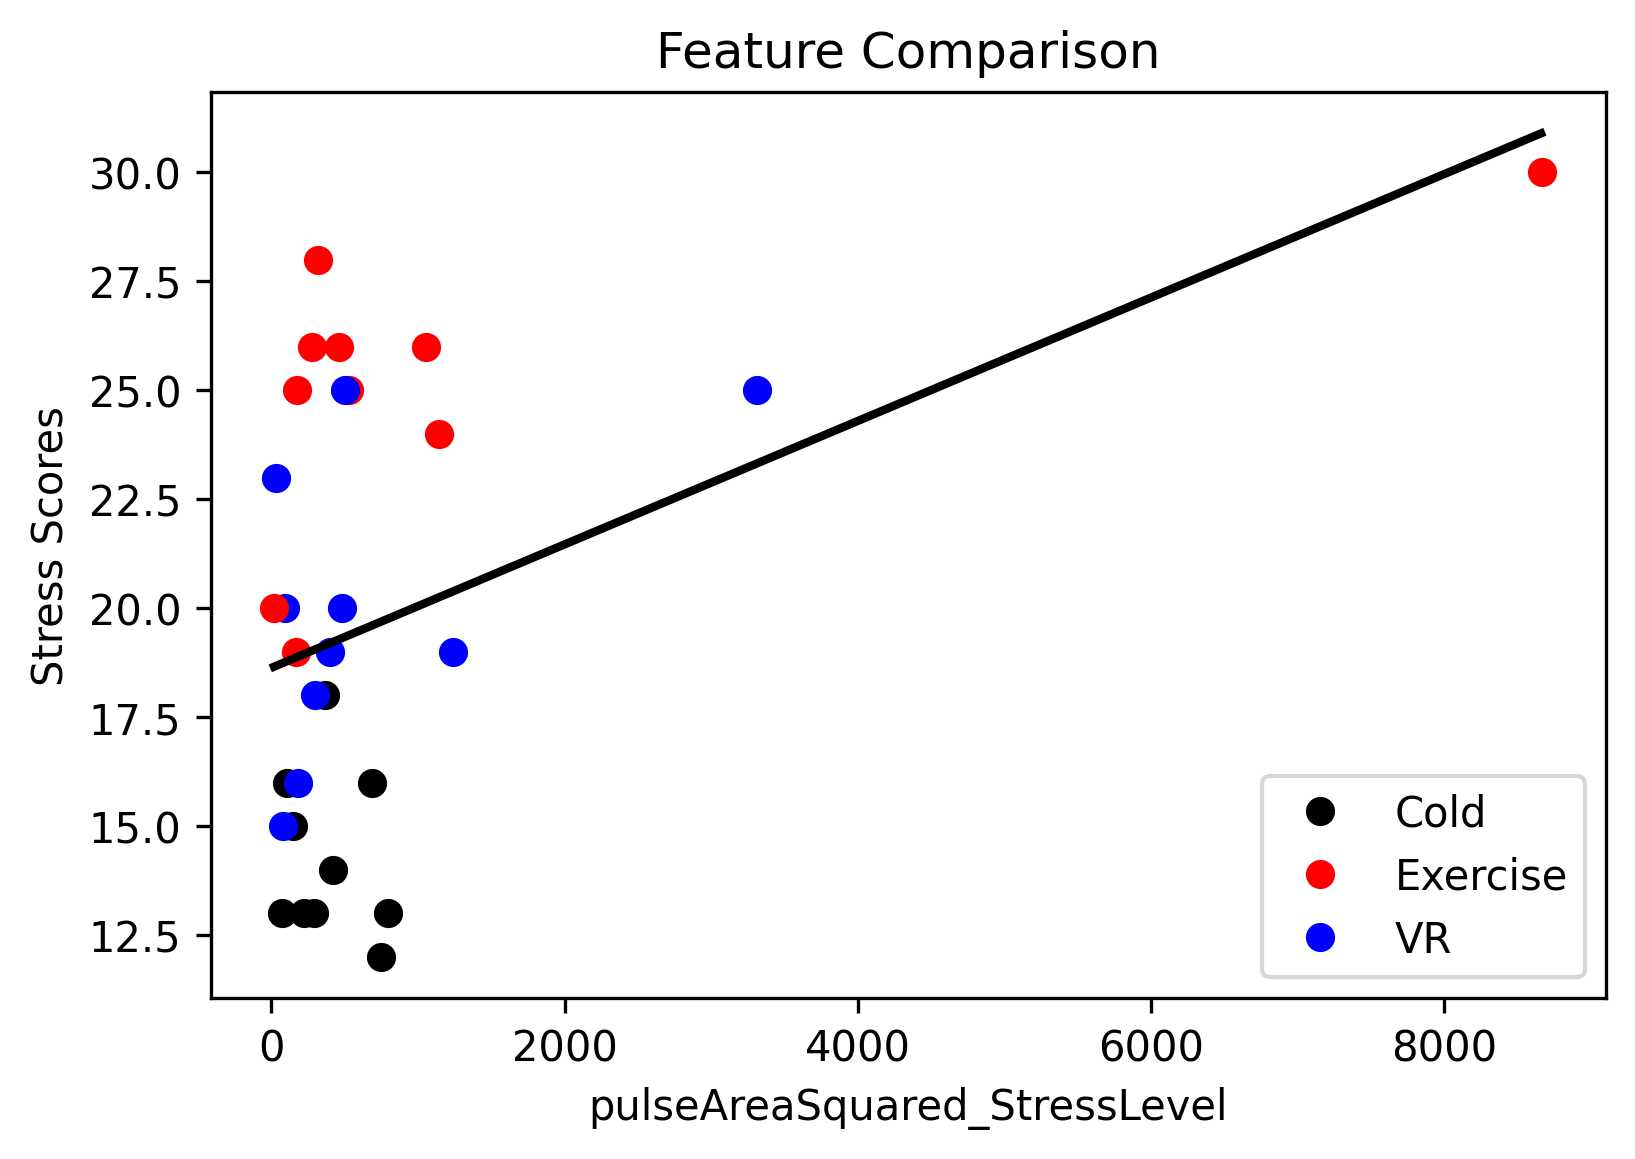 Feature Comparison
30.0
27.5
25.0
22.5
20.0
17.5
15.0
12.5
Stress Scores
Cold
Exercise
VR
0 2000 4000 6000 8000
pulseAreaSquared_StressLevel